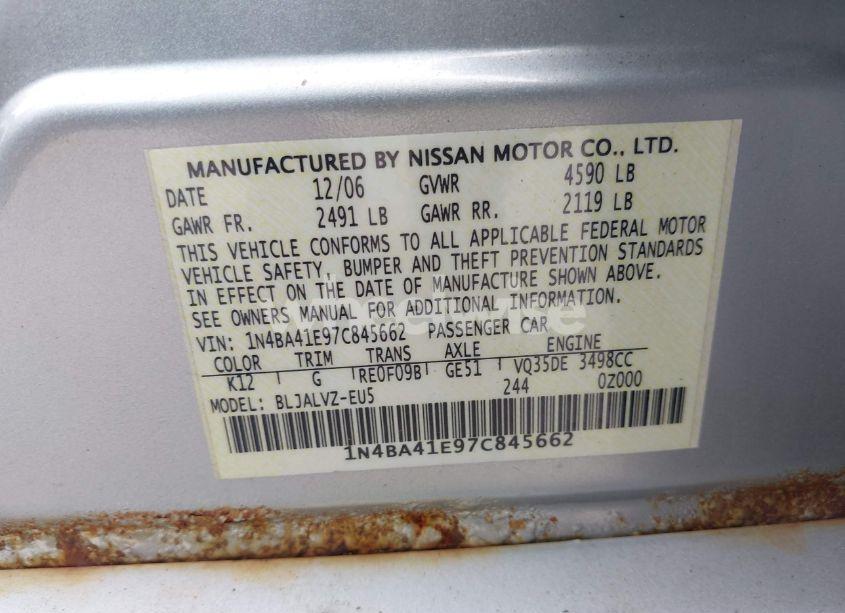 MANUFACTURED BY NISSAN MOTOR CO., LTD.
DATE 12/06 GVWR 4590 LB
GAWR FR. 2491 LB GAWR RR. 2119 LB
THIS VEHICLE CONFORMS TO ALL APPLICABLE FEDERAL MOTOR
VEHICLE SAFETY, BUMPER AND THEFT PREVENTION STANDARDS
IN EFFECT ON THE DATE OF MANUFACTURE SHOWN ABOVE.
SEE OWNERS MANUAL FOR ADDITIONAL INFORMATION.
VIN: 1N4BA41E97C845662 PASSENGER CAR
COLOR TRIM TRANS AXLE ENGINE
K12 G RE0F09B GE51 VQ35DE 3498CC
MODEL: BLJALVZ-EU5 244 0Z000
1N4BA41E97C845662